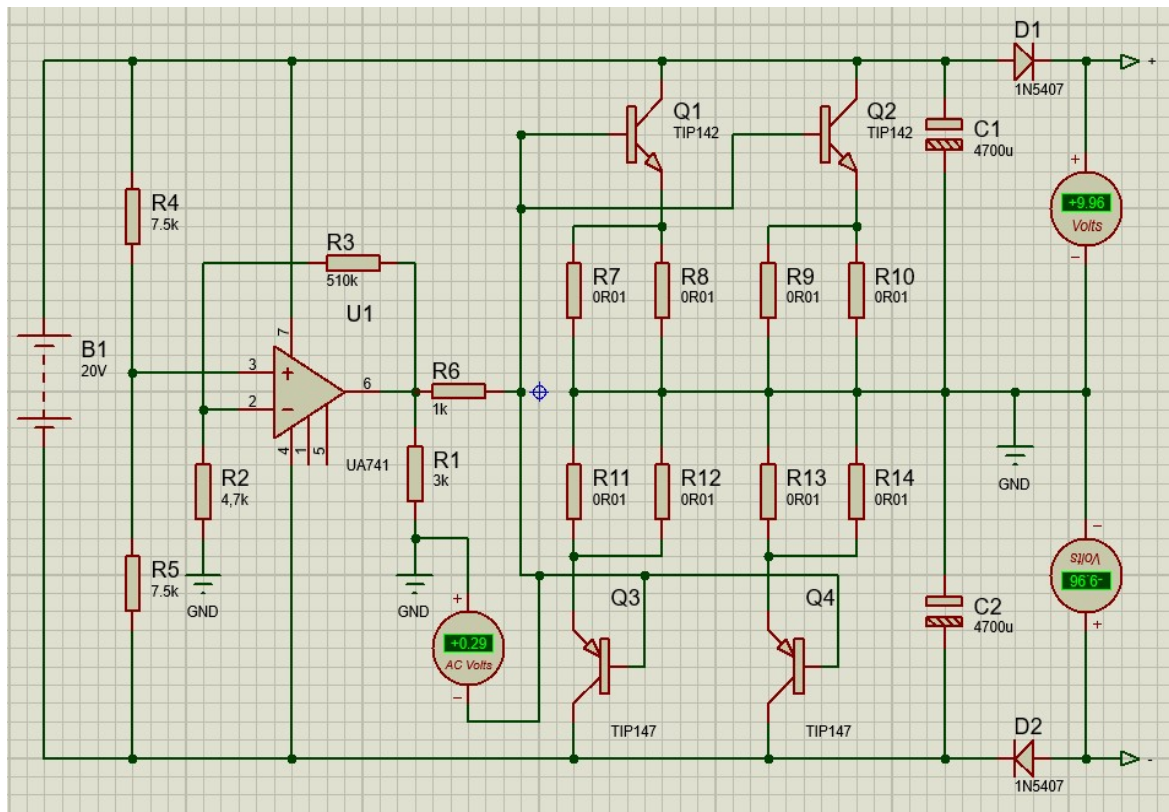 D1
1N5407
+
Q1
TIP142
Q2
TIP142
C1
4700u
+
+9.96
Volts
−
R4
7.5k
R3
510k
R7
0R01
R8
0R01
R9
0R01
R10
0R01
U1
7
B1
20V
3
+
2
−
6
4
1
5
UA741
R6
1k
R2
4,7k
R1
3k
R11
0R01
R12
0R01
R13
0R01
R14
0R01
GND
R5
7.5k
GND
GND
+
+0.29
AC Volts
−
Q3
TIP147
Q4
TIP147
C2
4700u
−
Volts
-9.96
+
D2
1N5407
-